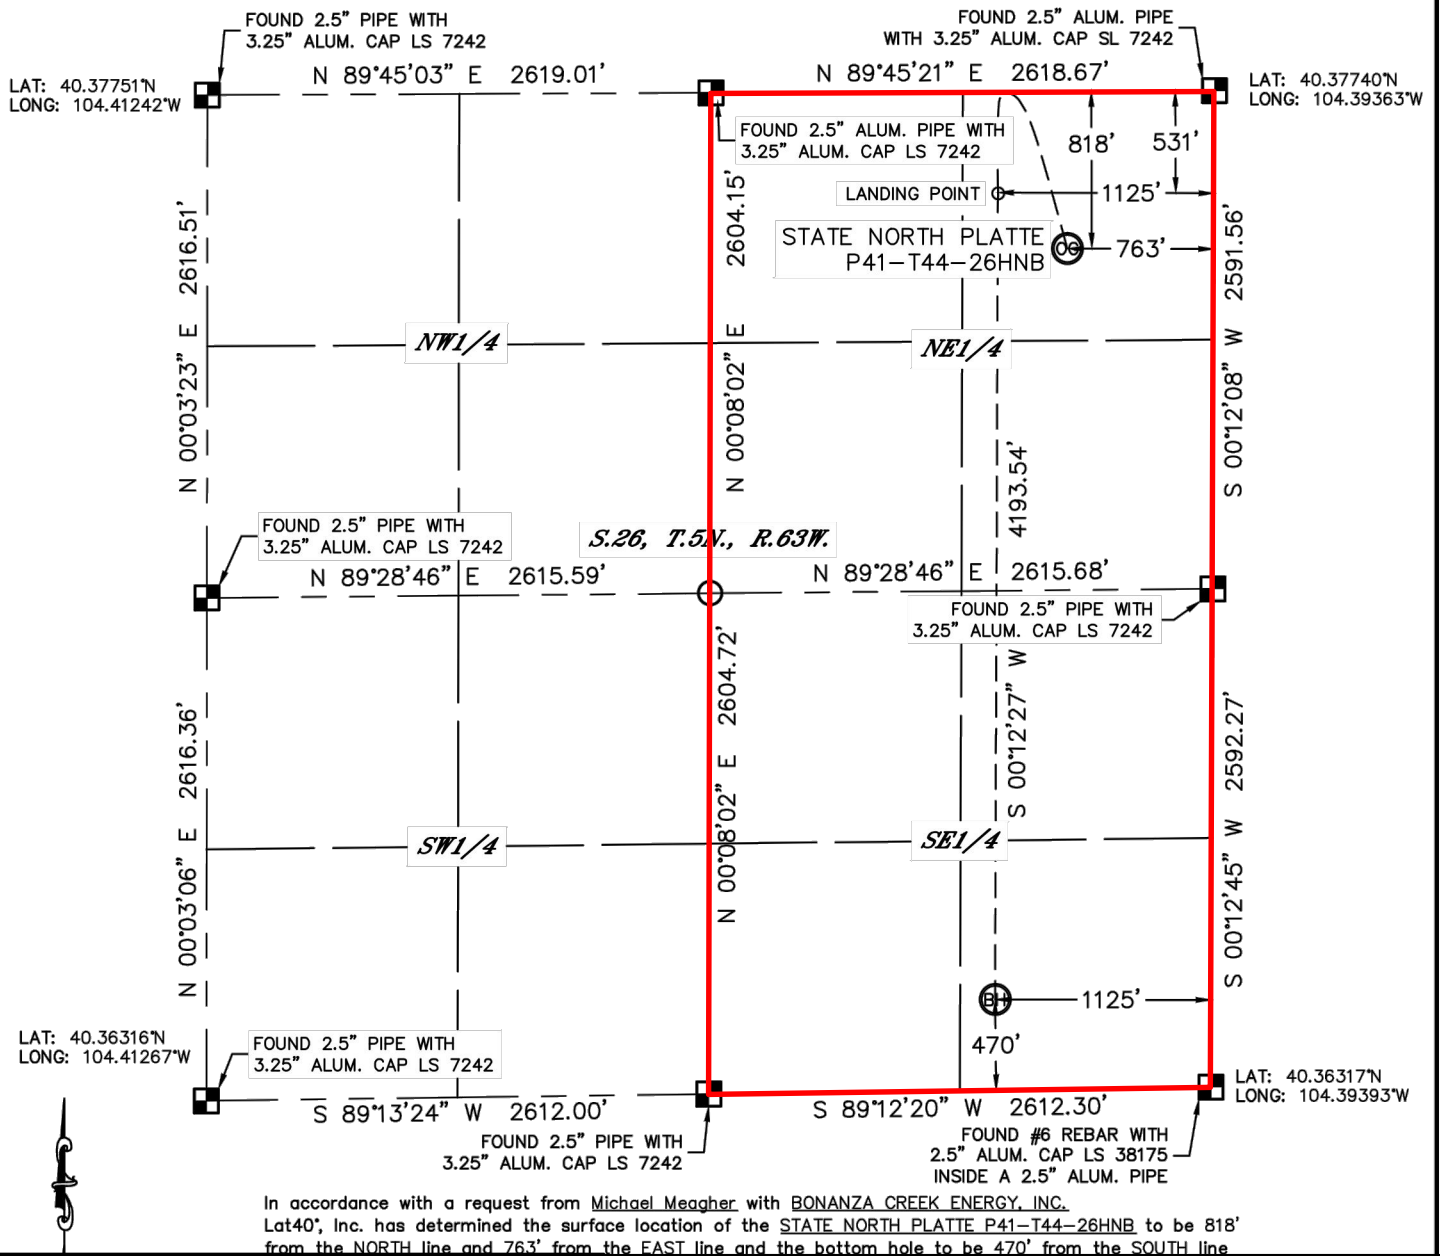 FOUND 2.5" PIPE WITH
3.25" ALUM. CAP LS 7242
FOUND 2.5" ALUM. PIPE
WITH 3.25" ALUM. CAP SL 7242
LAT: 40.37751°N
LONG: 104.41242°W
N 89°45'03" E 2619.01'
N 89°45'21" E 2618.67'
LAT: 40.37740°N
LONG: 104.39363°W
FOUND 2.5" ALUM. PIPE WITH
3.25" ALUM. CAP LS 7242
818'
531'
LANDING POINT
1125'
STATE NORTH PLATTE
P41-T44-26HNB
OG
763'
N 00°03'23" E 2616.51'
N 00°08'02" E 2604.15'
S 00°12'08" W 2591.56'
NW1/4
NE1/4
S 00°12'27" W 4193.54'
FOUND 2.5" PIPE WITH
3.25" ALUM. CAP LS 7242
S.26, T.5N., R.63W.
N 89°28'46" E 2615.59'
N 89°28'46" E 2615.68'
FOUND 2.5" PIPE WITH
3.25" ALUM. CAP LS 7242
N 00°03'06" E 2616.36'
N 00°08'02" E 2604.72'
S 00°12'45" W 2592.27'
SW1/4
SE1/4
BH
1125'
470'
LAT: 40.36316°N
LONG: 104.41267°W
FOUND 2.5" PIPE WITH
3.25" ALUM. CAP LS 7242
LAT: 40.36317°N
LONG: 104.39393°W
S 89°13'24" W 2612.00'
S 89°12'20" W 2612.30'
FOUND 2.5" PIPE WITH
3.25" ALUM. CAP LS 7242
FOUND #6 REBAR WITH
2.5" ALUM. CAP LS 38175
INSIDE A 2.5" ALUM. PIPE
In accordance with a request from Michael Meagher with BONANZA CREEK ENERGY, INC.
Lat40°, Inc. has determined the surface location of the STATE NORTH PLATTE P41-T44-26HNB to be 818'
from the NORTH line and 763' from the EAST line and the bottom hole to be 470' from the SOUTH line